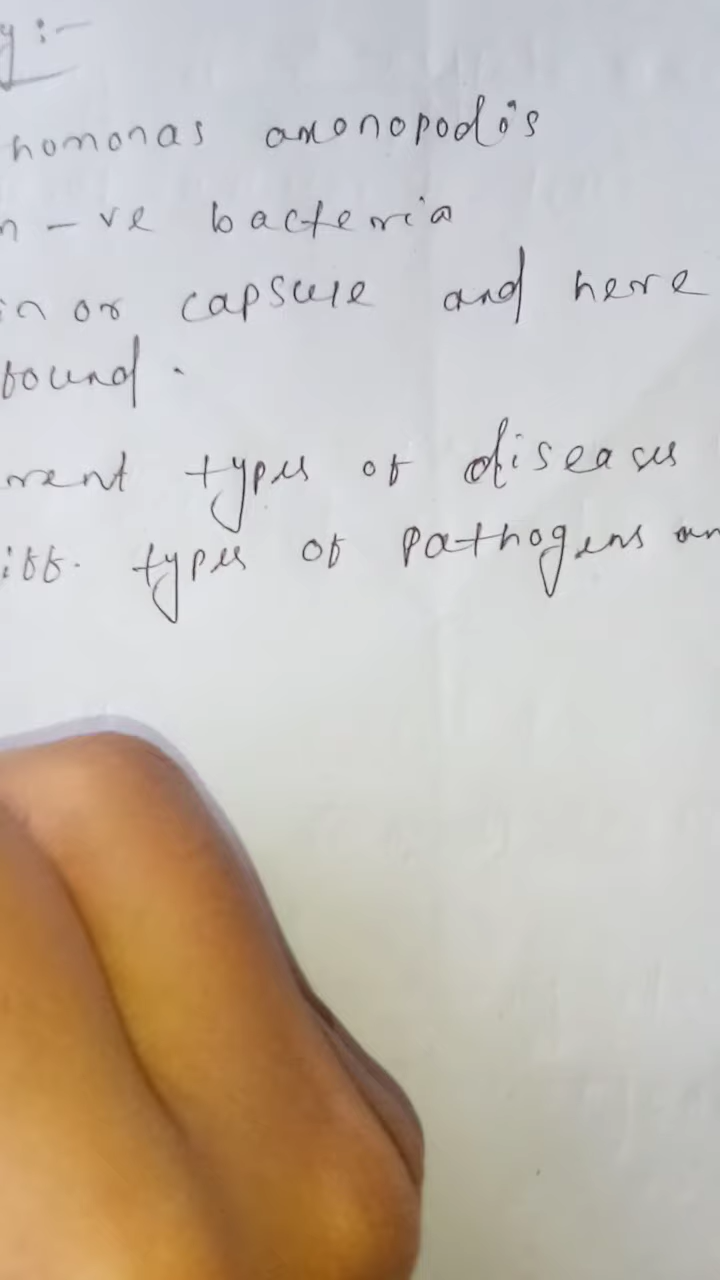 y :-
homonas axonopodis
n -ve bacteria
in or capsule and here
found.
rent types of diseases
iff. types of pathogens an